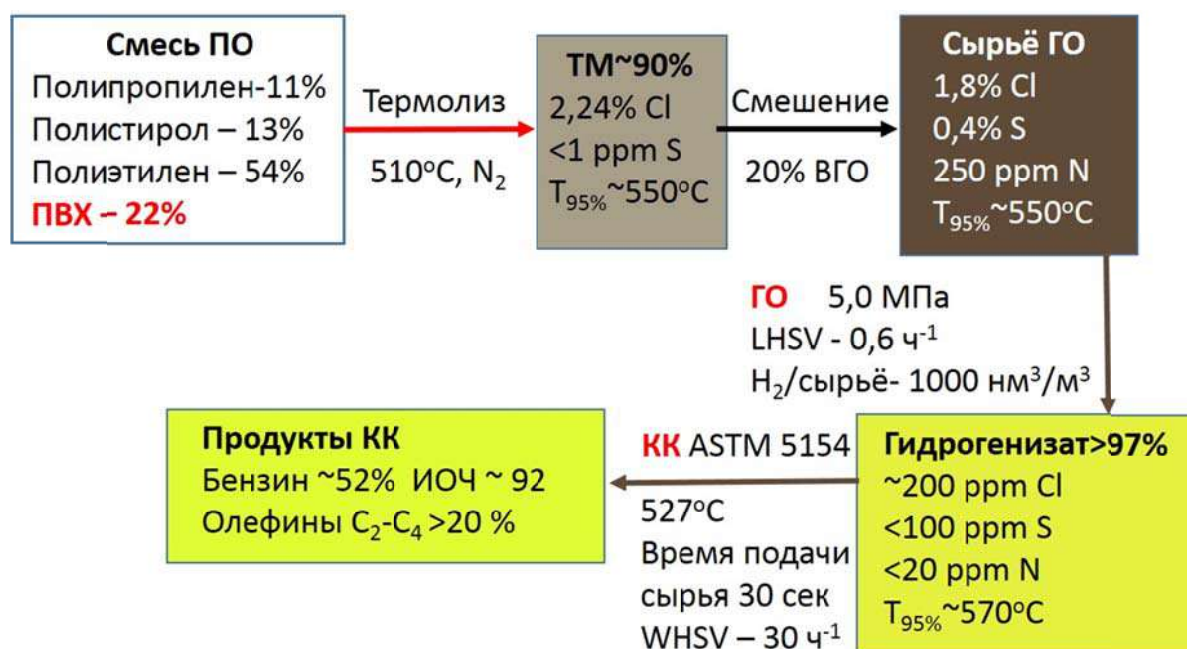 Смесь ПО
Полипропилен-11%
Полистирол – 13%
Полиэтилен – 54%
ПВХ – 22%
Термолиз
510°C, N₂
ТМ~90%
2,24% Cl
<1 ppm S
T₉₅%~550°C
Смешение
20% ВГО
Сырьё ГО
1,8% Cl
0,4% S
250 ppm N
T₉₅%~550°C
ГО 5,0 МПа
LHSV - 0,6 ч⁻¹
H₂/сырьё- 1000 нм³/м³
Гидрогенизат>97%
~200 ppm Cl
<100 ppm S
<20 ppm N
T₉₅%~570°C
КК ASTM 5154
527°C
Время подачи
сырья 30 сек
WHSV – 30 ч⁻¹
Продукты КК
Бензин ~52% ИОЧ ~ 92
Олефины C₂-C₄ >20 %